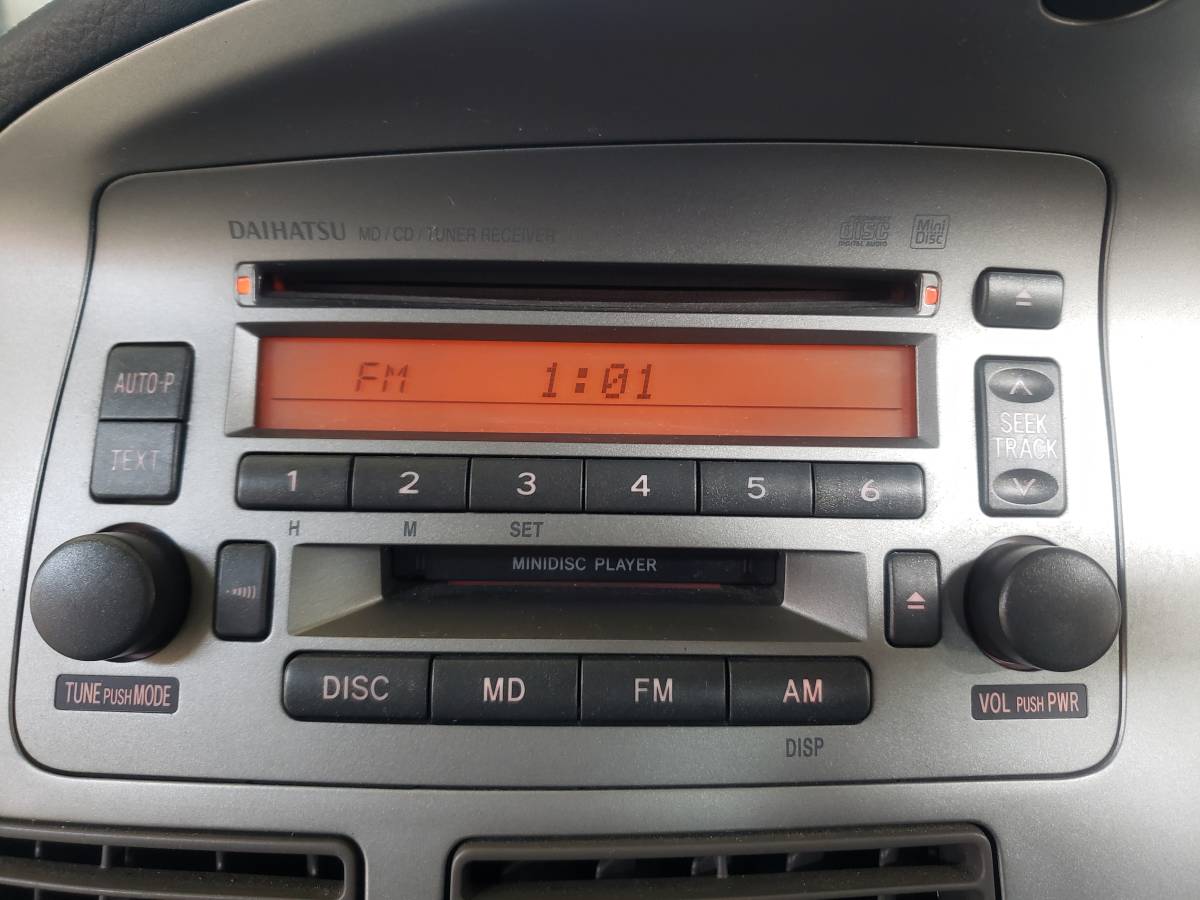 DAIHATSU MD / CD / TUNER RECEIVER
COMPACT
DISC
DIGITAL AUDIO
Mini
Disc
FM 1:01
AUTO-P
TEXT
SEEK
TRACK
1 2 3 4 5 6
H M SET
MINIDISC PLAYER
TUNE PUSH MODE
VOL PUSH PWR
DISC MD FM AM
DISP